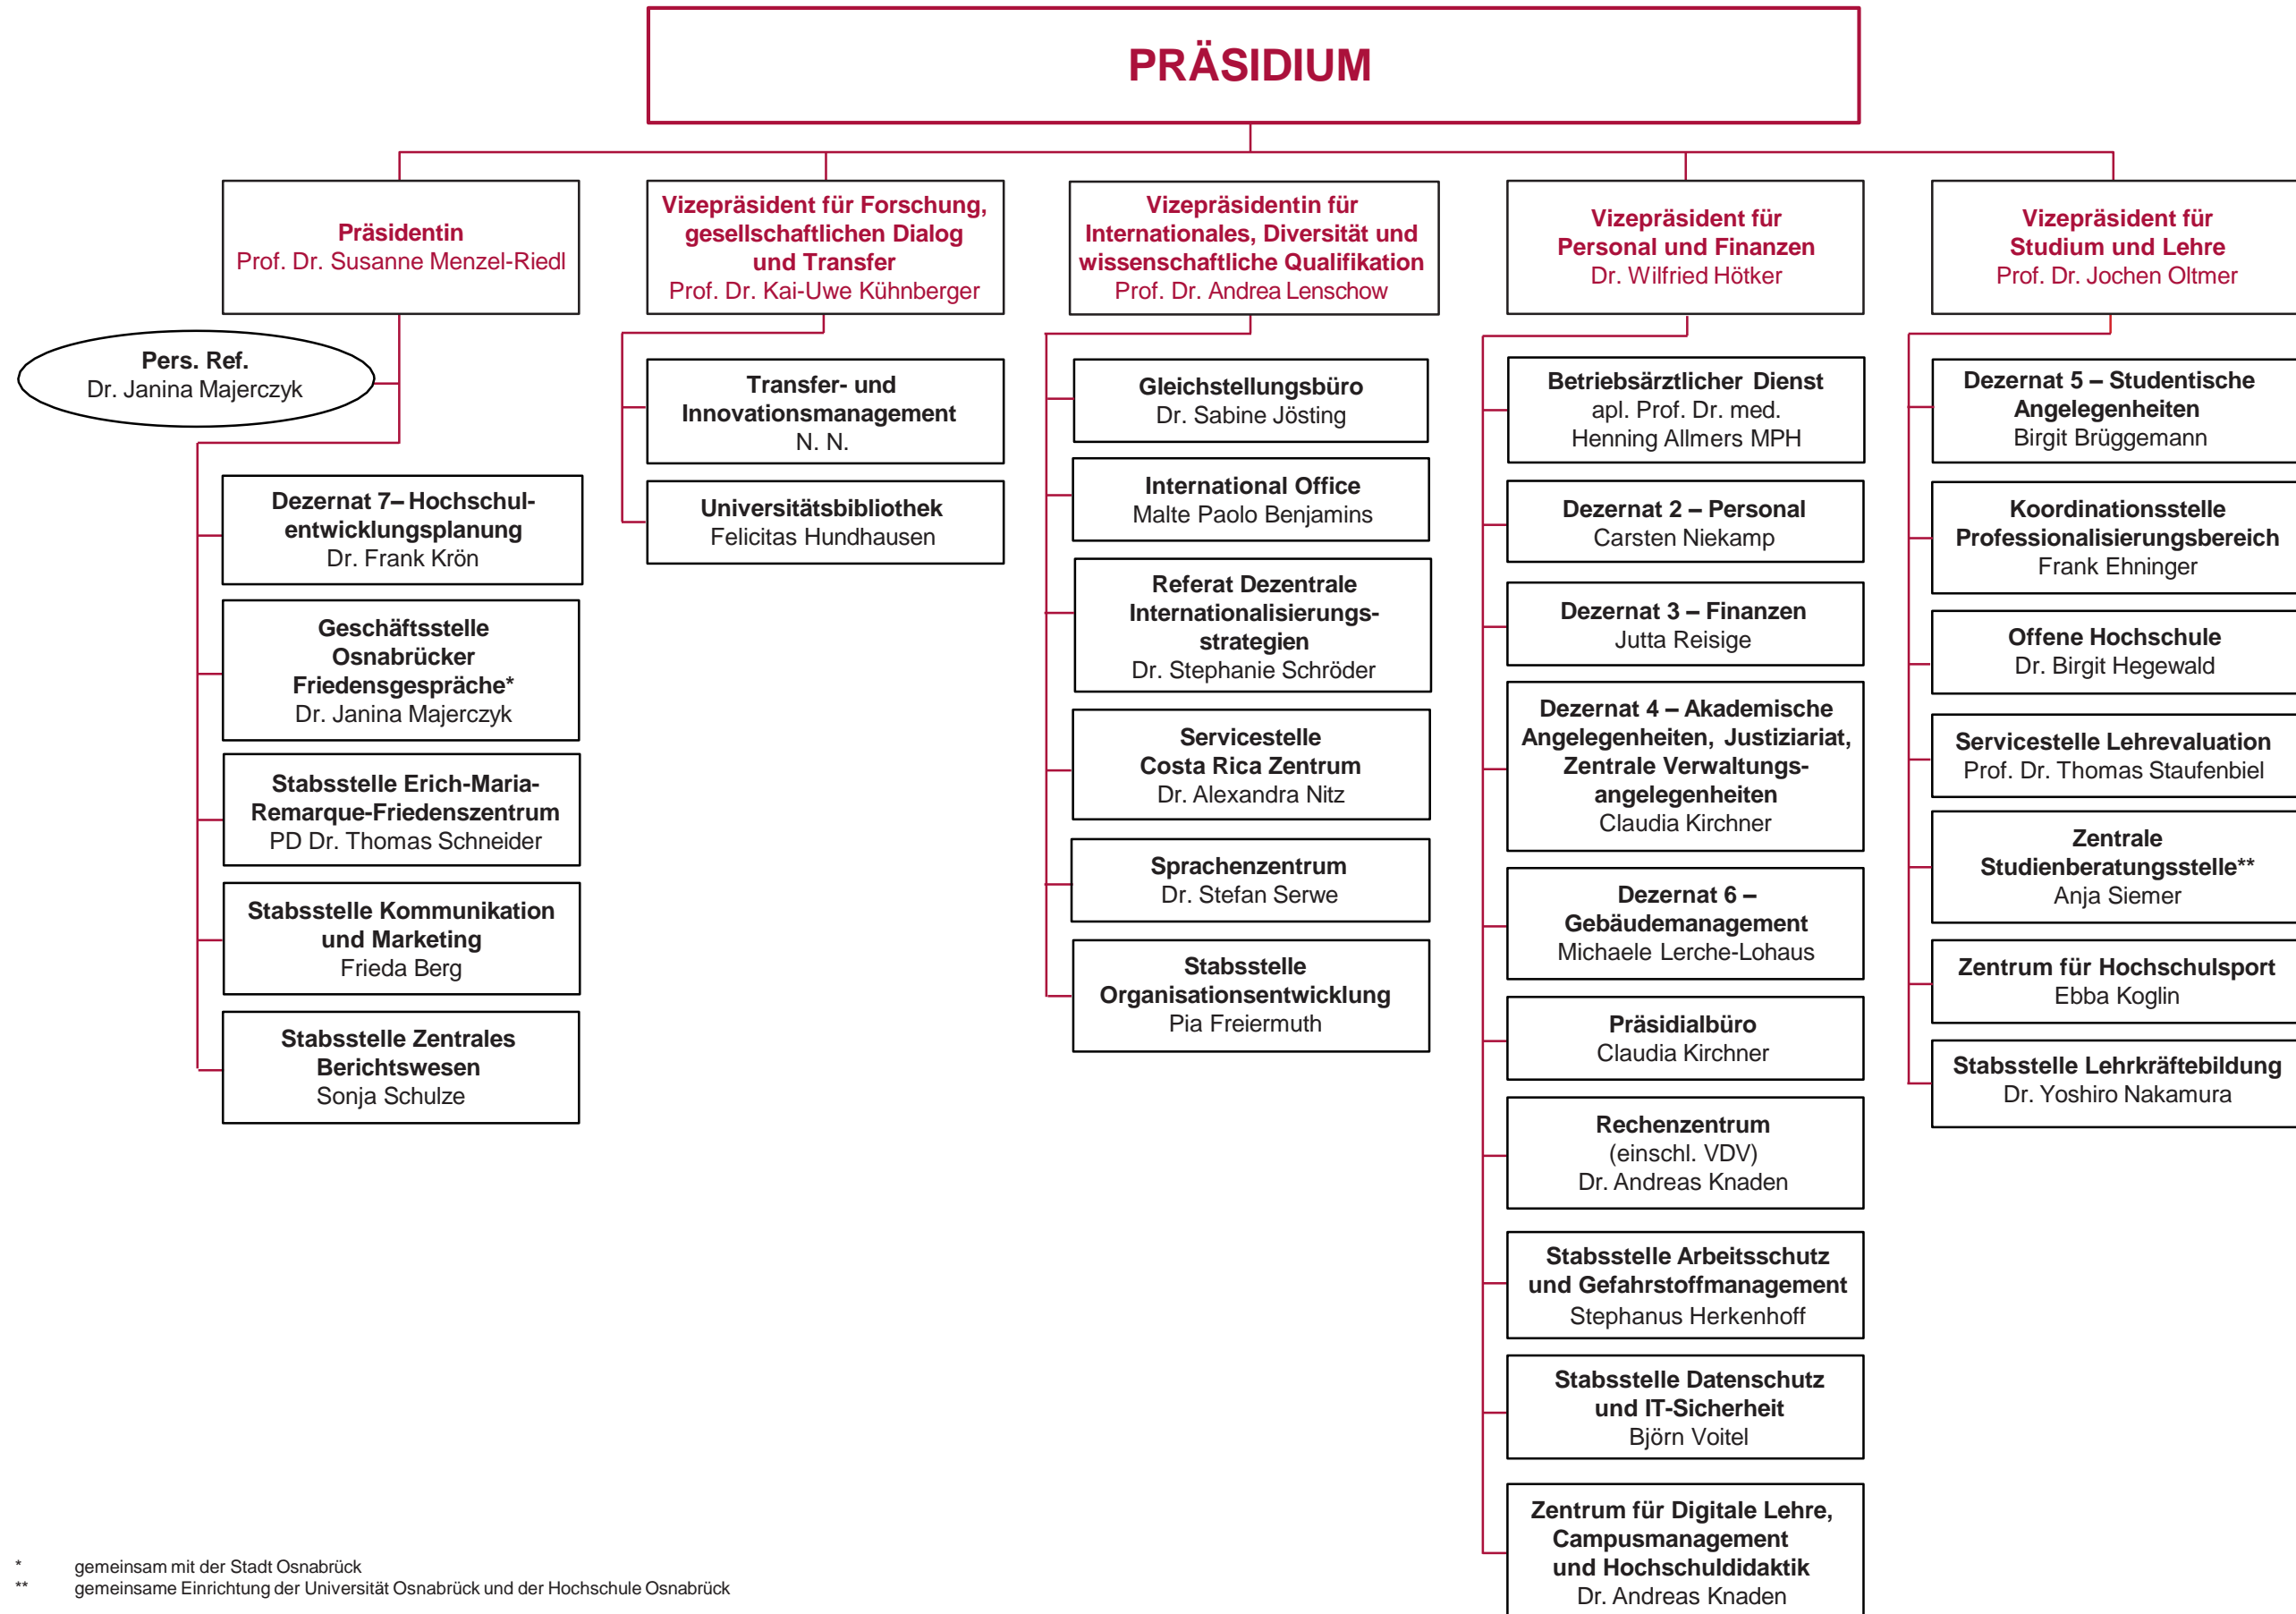 PRÄSIDIUM
Präsidentin
Prof. Dr. Susanne Menzel-Riedl
Pers. Ref.
Dr. Janina Majerczyk
Dezernat 7– Hochschul-
entwicklungsplanung
Dr. Frank Krön
Geschäftsstelle
Osnabrücker
Friedensgespräche*
Dr. Janina Majerczyk
Stabsstelle Erich-Maria-
Remarque-Friedenszentrum
PD Dr. Thomas Schneider
Stabsstelle Kommunikation
und Marketing
Frieda Berg
Stabsstelle Zentrales
Berichtswesen
Sonja Schulze
Vizepräsident für Forschung,
gesellschaftlichen Dialog
und Transfer
Prof. Dr. Kai-Uwe Kühnberger
Transfer- und
Innovationsmanagement
N. N.
Universitätsbibliothek
Felicitas Hundhausen
Vizepräsidentin für
Internationales, Diversität und
wissenschaftliche Qualifikation
Prof. Dr. Andrea Lenschow
Gleichstellungsbüro
Dr. Sabine Jösting
International Office
Malte Paolo Benjamins
Referat Dezentrale
Internationalisierungs-
strategien
Dr. Stephanie Schröder
Servicestelle
Costa Rica Zentrum
Dr. Alexandra Nitz
Sprachenzentrum
Dr. Stefan Serwe
Stabsstelle
Organisationsentwicklung
Pia Freiermuth
Vizepräsident für
Personal und Finanzen
Dr. Wilfried Hötker
Betriebsärztlicher Dienst
apl. Prof. Dr. med.
Henning Allmers MPH
Dezernat 2 – Personal
Carsten Niekamp
Dezernat 3 – Finanzen
Jutta Reisige
Dezernat 4 – Akademische
Angelegenheiten, Justiziariat,
Zentrale Verwaltungs-
angelegenheiten
Claudia Kirchner
Dezernat 6 –
Gebäudemanagement
Michaele Lerche-Lohaus
Präsidialbüro
Claudia Kirchner
Rechenzentrum
(einschl. VDV)
Dr. Andreas Knaden
Stabsstelle Arbeitsschutz
und Gefahrstoffmanagement
Stephanus Herkenhoff
Stabsstelle Datenschutz
und IT-Sicherheit
Björn Voitel
Zentrum für Digitale Lehre,
Campusmanagement
und Hochschuldidaktik
Dr. Andreas Knaden
Vizepräsident für
Studium und Lehre
Prof. Dr. Jochen Oltmer
Dezernat 5 – Studentische
Angelegenheiten
Birgit Brüggemann
Koordinationsstelle
Professionalisierungsbereich
Frank Ehninger
Offene Hochschule
Dr. Birgit Hegewald
Servicestelle Lehrevaluation
Prof. Dr. Thomas Staufenbiel
Zentrale
Studienberatungsstelle**
Anja Siemer
Zentrum für Hochschulsport
Ebba Koglin
Stabsstelle Lehrkräftebildung
Dr. Yoshiro Nakamura
* gemeinsam mit der Stadt Osnabrück
** gemeinsame Einrichtung der Universität Osnabrück und der Hochschule Osnabrück